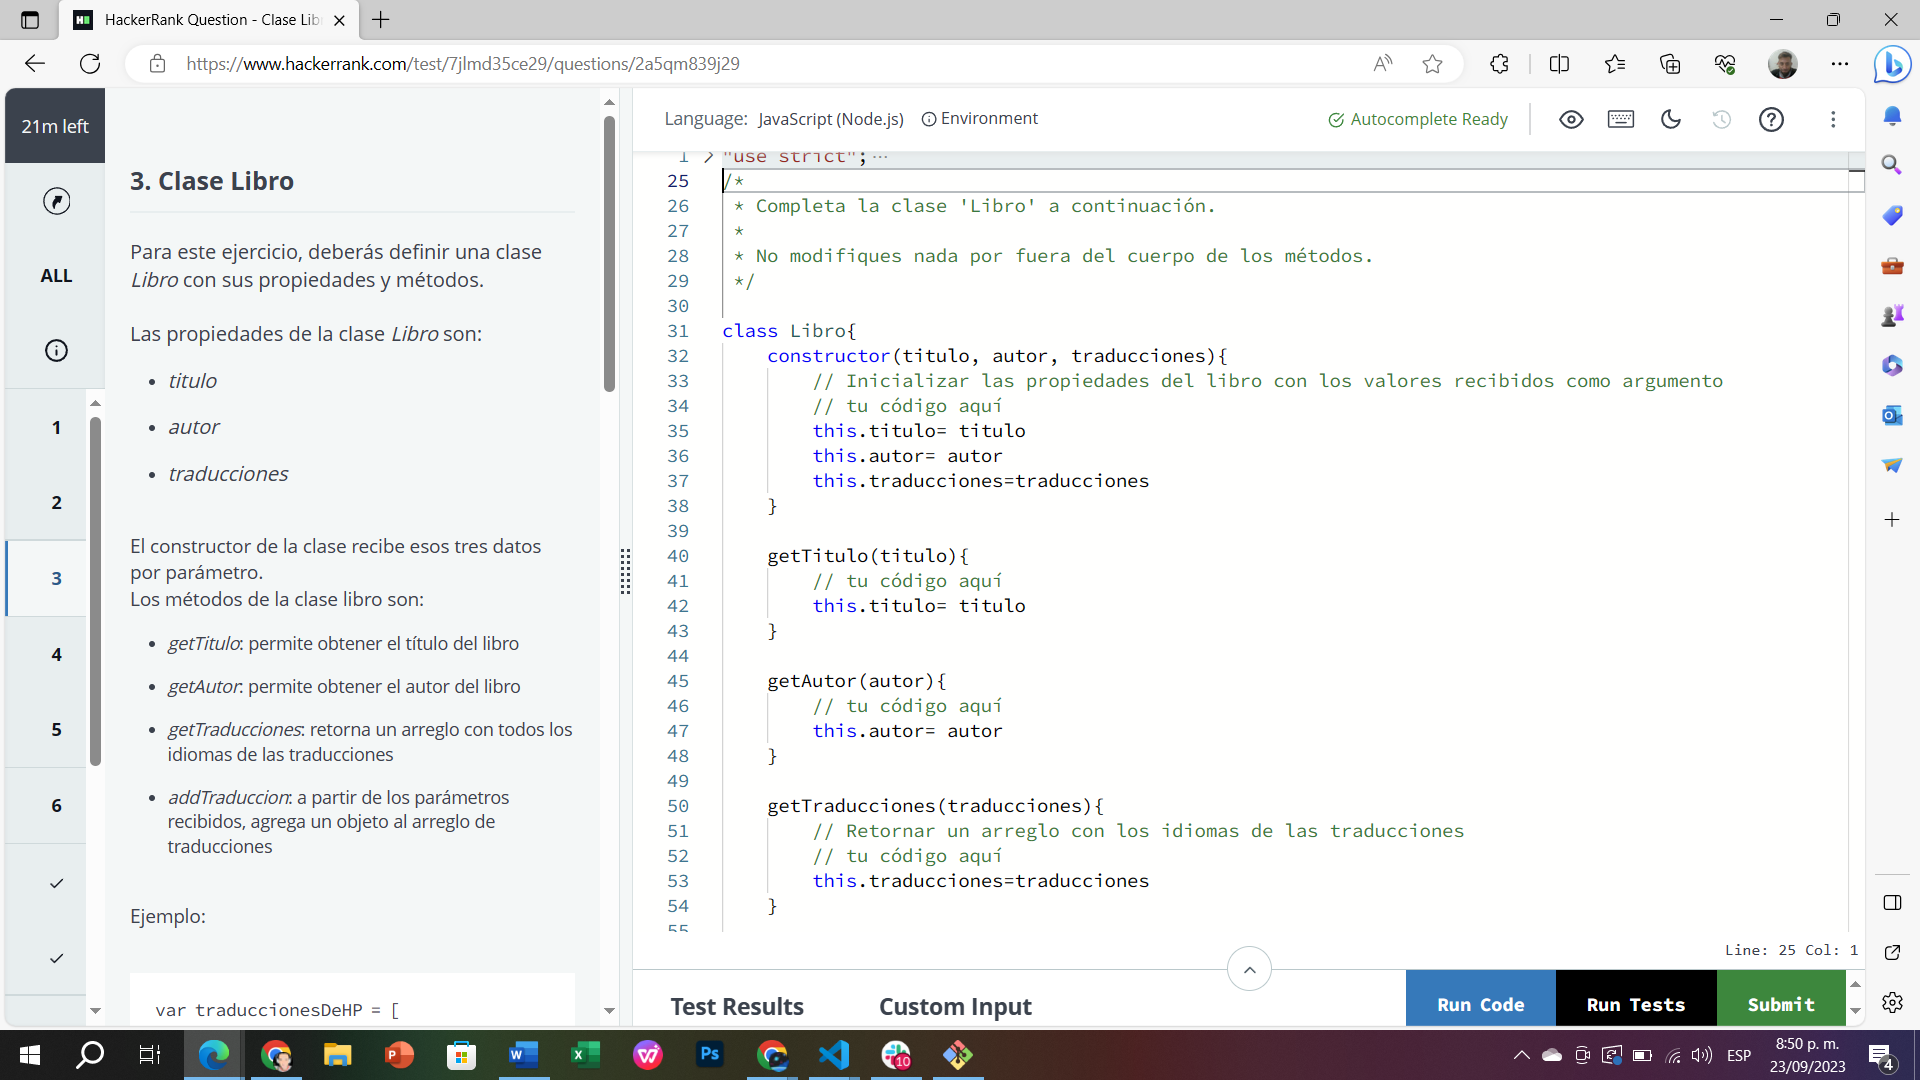 HackerRank Question - Clase Lib
https://www.hackerrank.com/test/7jlmd35ce29/questions/2a5qm839j29
21m left
ALL
1
2
3
4
5
6
3. Clase Libro
Para este ejercicio, deberás definir una clase
Libro con sus propiedades y métodos.
Las propiedades de la clase Libro son:
• titulo
• autor
• traducciones
El constructor de la clase recibe esos tres datos
por parámetro.
Los métodos de la clase libro son:
• getTitulo: permite obtener el título del libro
• getAutor: permite obtener el autor del libro
• getTraducciones: retorna un arreglo con todos los
idiomas de las traducciones
• addTraduccion: a partir de los parámetros
recibidos, agrega un objeto al arreglo de
traducciones
Ejemplo:
var traduccionesDeHP = [
Language: JavaScript (Node.js) Environment
Autocomplete Ready
1 "use strict";...
25 /*
26 * Completa la clase 'Libro' a continuación.
27 *
28 * No modifiques nada por fuera del cuerpo de los métodos.
29 */
30
31 class Libro{
32 constructor(titulo, autor, traducciones){
33 // Inicializar las propiedades del libro con los valores recibidos como argumento
34 // tu código aquí
35 this.titulo= titulo
36 this.autor= autor
37 this.traducciones=traducciones
38 }
39
40 getTitulo(titulo){
41 // tu código aquí
42 this.titulo= titulo
43 }
44
45 getAutor(autor){
46 // tu código aquí
47 this.autor= autor
48 }
49
50 getTraducciones(traducciones){
51 // Retornar un arreglo con los idiomas de las traducciones
52 // tu código aquí
53 this.traducciones=traducciones
54 }
55
Line: 25 Col: 1
Test Results
Custom Input
Run Code
Run Tests
Submit
10
ESP
8:50 p. m.
23/09/2023
4